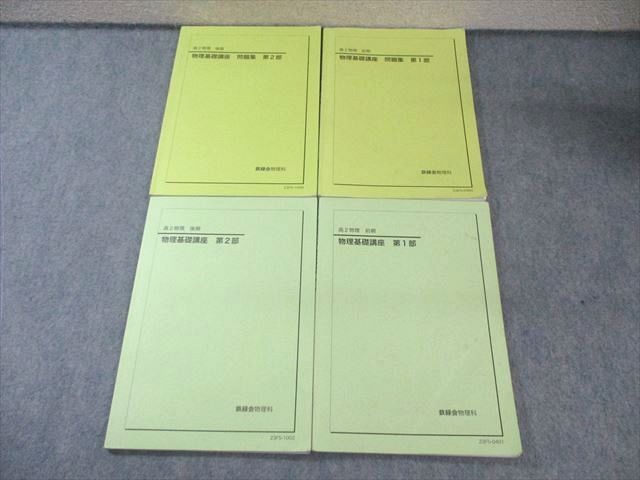 高2物理 後期
物理基礎講座 問題集 第2部
鉄緑会物理科
高2物理 前期
物理基礎講座 問題集 第1部
鉄緑会物理科
高2物理 後期
物理基礎講座 第2部
鉄緑会物理科
23F5-1002
高2物理 前期
物理基礎講座 第1部
鉄緑会物理科
23F5-0401